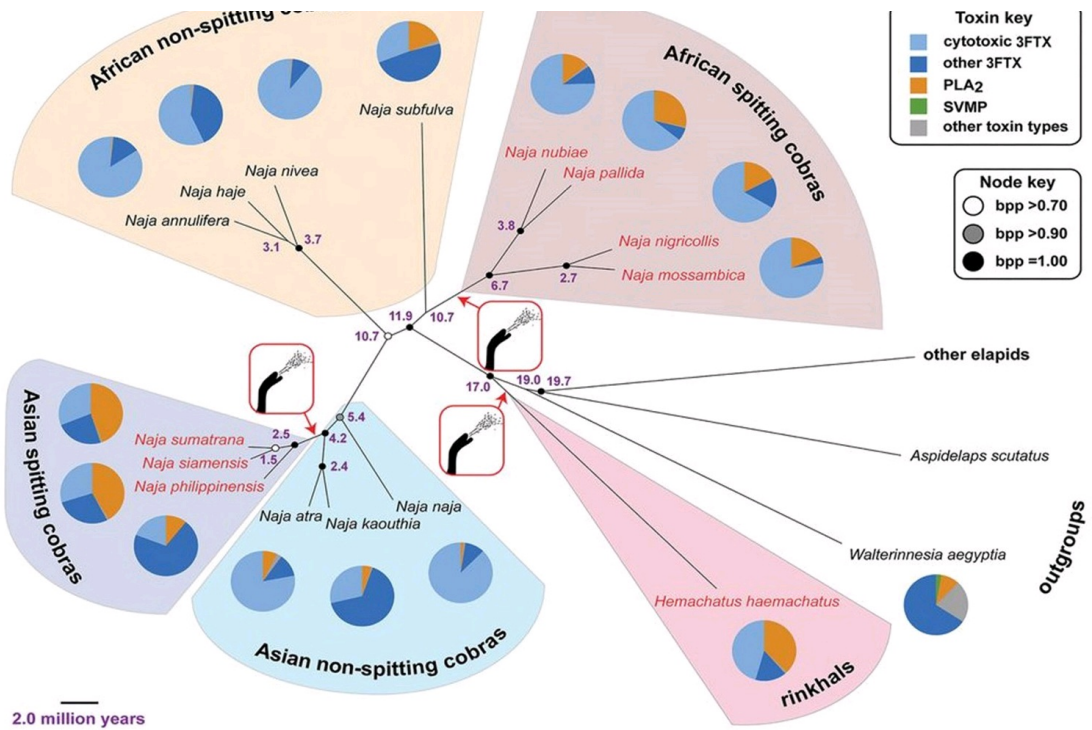 African non-spitting co
African spitting cobras
Toxin key
cytotoxic 3FTX
other 3FTX
PLA2
SVMP
other toxin types
Node key
bpp >0.70
bpp >0.90
bpp =1.00
Naja subfulva
Naja nivea
Naja haje
Naja annulifera
3.1
3.7
Naja nubiae
Naja pallida
3.8
Naja nigricollis
Naja mossambica
6.7
2.7
11.9
10.7
10.7
17.0
19.0
19.7
other elapids
Aspidelaps scutatus
Walterinnesia aegyptia
outgroups
Hemachatus haemachatus
rinkhals
5.4
4.2
2.5
1.5
2.4
Naja sumatrana
Naja siamensis
Naja philippinensis
Asian spitting cobras
Naja atra
Naja kaouthia
Naja naja
Asian non-spitting cobras
2.0 million years